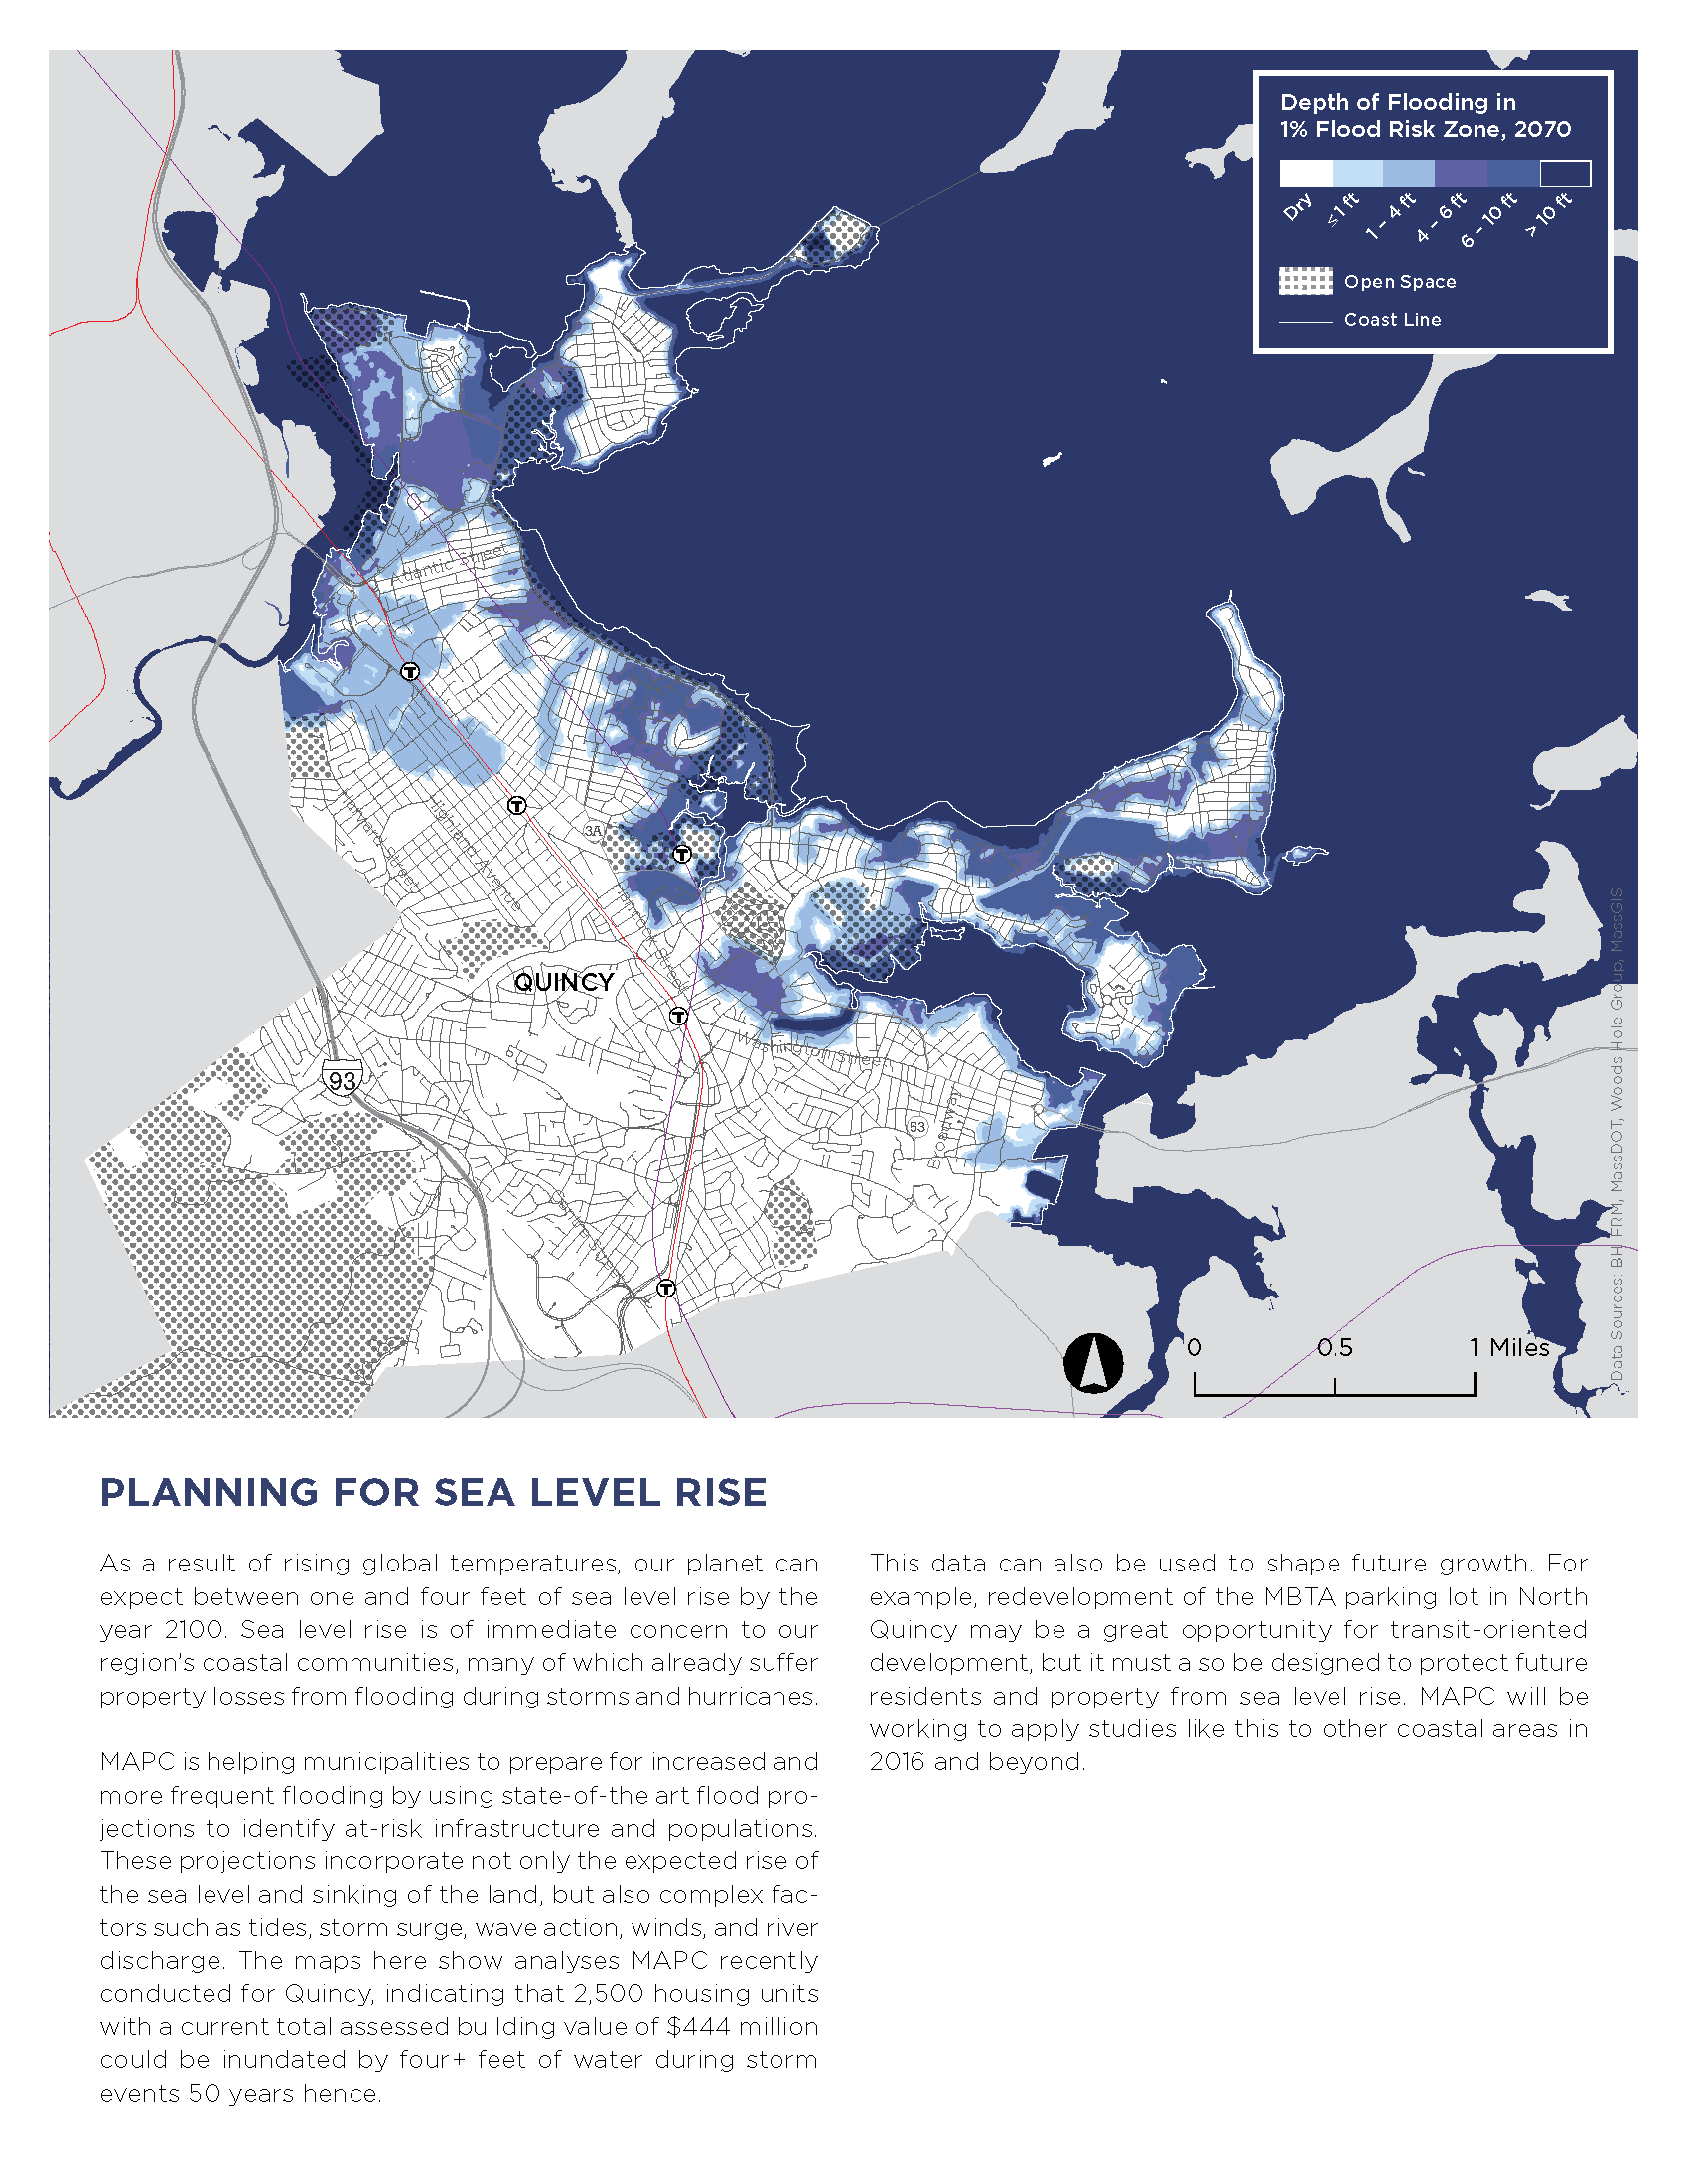 Depth of Flooding in
1% Flood Risk Zone, 2070
Dry
≤1 ft
1 – 4 ft
4 – 6 ft
6 – 10 ft
> 10 ft
Open Space
Coast Line
Atlantic Street
3A
Highland Avenue
Hancock Street
QUINCY
Washington Street
93
53
Broadway
Centre Street
0 0.5 1 Miles
Data Sources: BH-FRM, MassDOT, Woods Hole Group, MassGIS
PLANNING FOR SEA LEVEL RISE
As a result of rising global temperatures, our planet can
expect between one and four feet of sea level rise by the
year 2100. Sea level rise is of immediate concern to our
region's coastal communities, many of which already suffer
property losses from flooding during storms and hurricanes.
MAPC is helping municipalities to prepare for increased and
more frequent flooding by using state-of-the art flood pro-
jections to identify at-risk infrastructure and populations.
These projections incorporate not only the expected rise of
the sea level and sinking of the land, but also complex fac-
tors such as tides, storm surge, wave action, winds, and river
discharge. The maps here show analyses MAPC recently
conducted for Quincy, indicating that 2,500 housing units
with a current total assessed building value of $444 million
could be inundated by four+ feet of water during storm
events 50 years hence.
This data can also be used to shape future growth. For
example, redevelopment of the MBTA parking lot in North
Quincy may be a great opportunity for transit-oriented
development, but it must also be designed to protect future
residents and property from sea level rise. MAPC will be
working to apply studies like this to other coastal areas in
2016 and beyond.